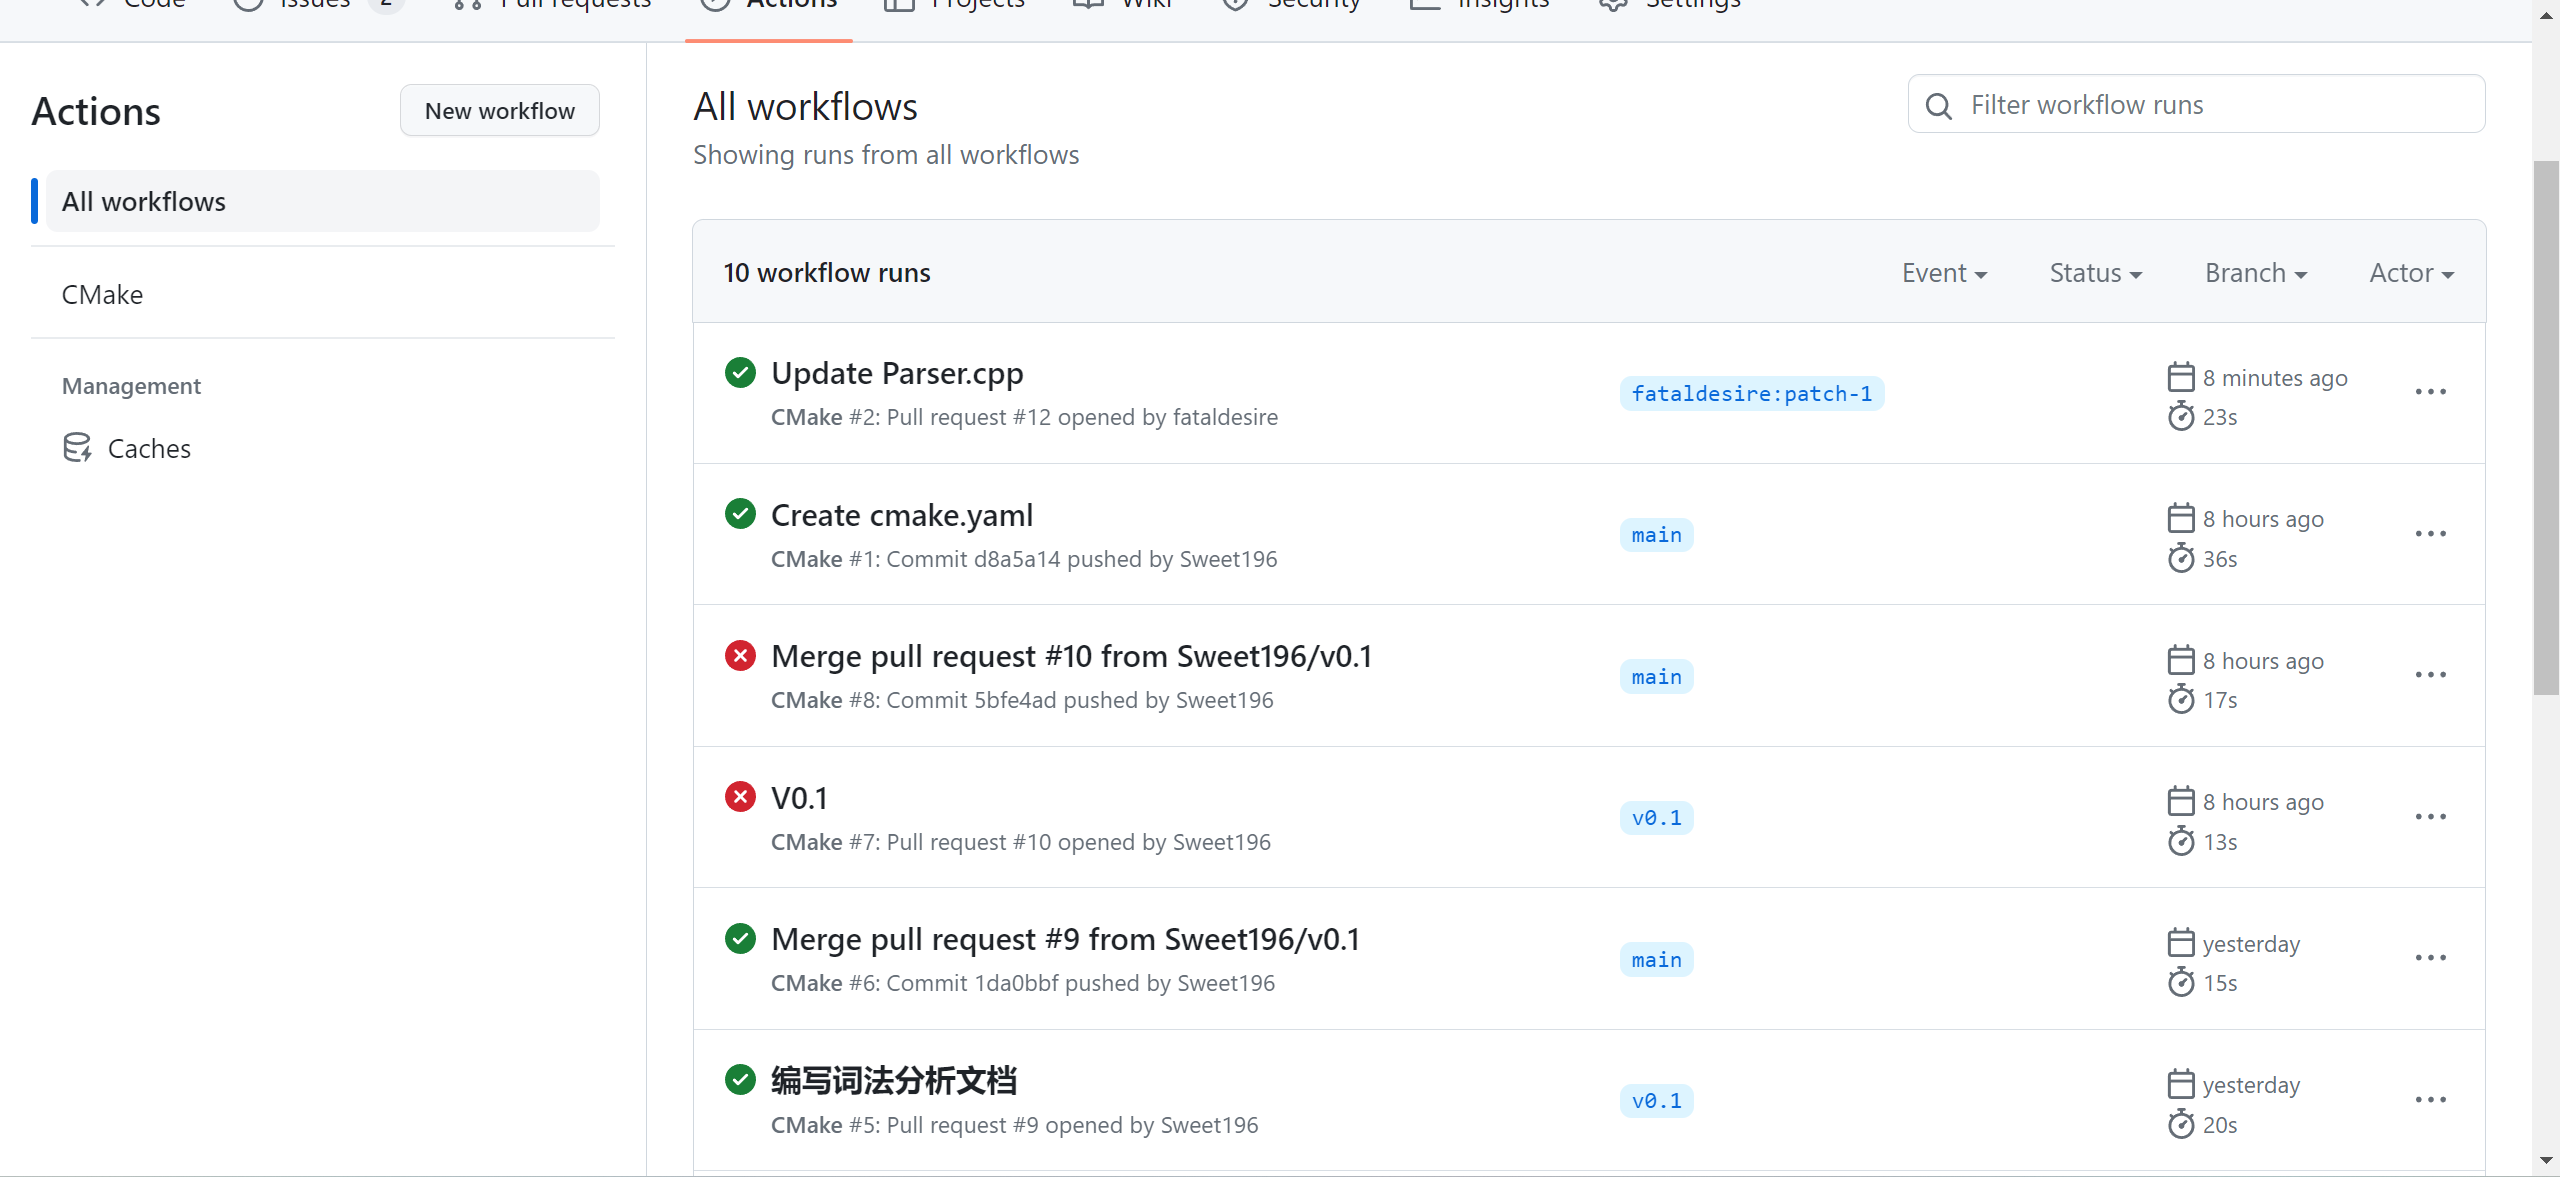 Code Issues 2 Pull requests Actions Projects Wiki Security Insights Settings
Actions
New workflow
All workflows
CMake
Management
Caches
All workflows
Showing runs from all workflows
Filter workflow runs
10 workflow runs
Event Status Branch Actor
Update Parser.cpp
CMake #2: Pull request #12 opened by fataldesire
fataldesire:patch-1
8 minutes ago
23s
Create cmake.yaml
CMake #1: Commit d8a5a14 pushed by Sweet196
main
8 hours ago
36s
Merge pull request #10 from Sweet196/v0.1
CMake #8: Commit 5bfe4ad pushed by Sweet196
main
8 hours ago
17s
V0.1
CMake #7: Pull request #10 opened by Sweet196
v0.1
8 hours ago
13s
Merge pull request #9 from Sweet196/v0.1
CMake #6: Commit 1da0bbf pushed by Sweet196
main
yesterday
15s
编写词法分析文档
CMake #5: Pull request #9 opened by Sweet196
v0.1
yesterday
20s